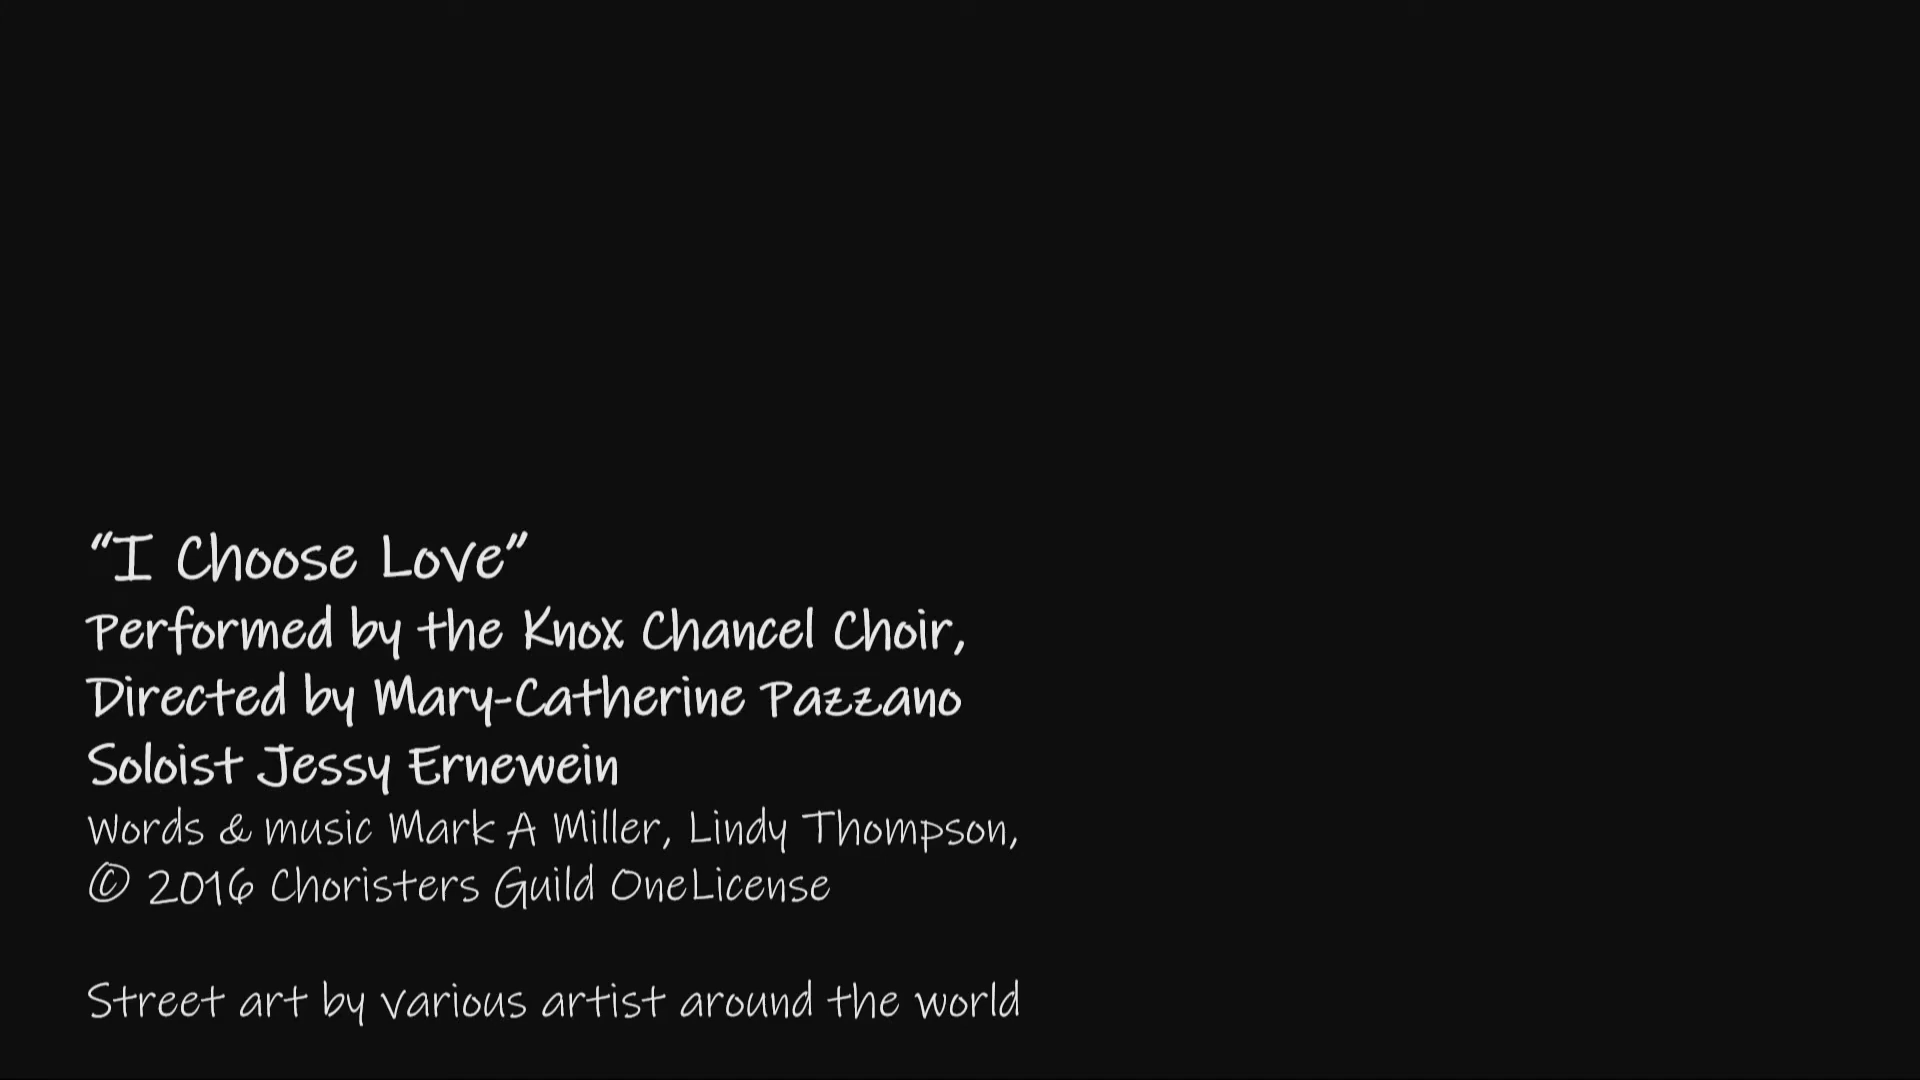 “I Choose Love”
Performed by the Knox Chancel Choir,
Directed by Mary-Catherine Pazzano
Soloist Jessy Ernewein
Words & music Mark A Miller, Lindy Thompson,
© 2016 Choristers Guild OneLicense
Street art by various artist around the world